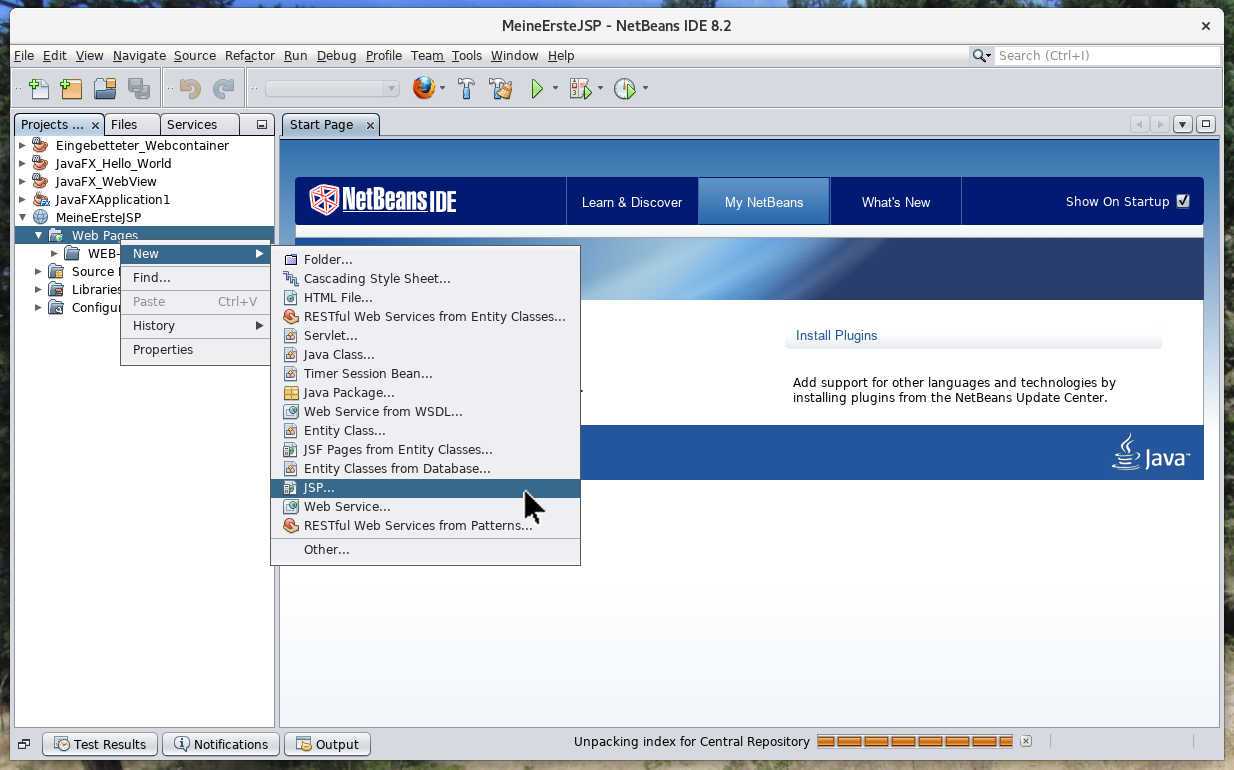 MeineErsteJSP - NetBeans IDE 8.2
File Edit View Navigate Source Refactor Run Debug Profile Team Tools Window Help
Search (Ctrl+I)
Projects ... Files Services
Start Page
Eingebetteter_Webcontainer
JavaFX_Hello_World
JavaFX_WebView
JavaFXApplication1
MeineErsteJSP
Web Pages
WEB-
Source
Libraries
Configu
New
Find...
Paste Ctrl+V
History
Properties
Folder...
Cascading Style Sheet...
HTML File...
RESTful Web Services from Entity Classes...
Servlet...
Java Class...
Timer Session Bean...
Java Package...
Web Service from WSDL...
Entity Class...
JSF Pages from Entity Classes...
Entity Classes from Database...
JSP...
Web Service...
RESTful Web Services from Patterns...
Other...
NetBeans IDE
Learn & Discover
My NetBeans
What's New
Show On Startup
Install Plugins
Add support for other languages and technologies by
installing plugins from the NetBeans Update Center.
Java™
Test Results
Notifications
Output
Unpacking index for Central Repository